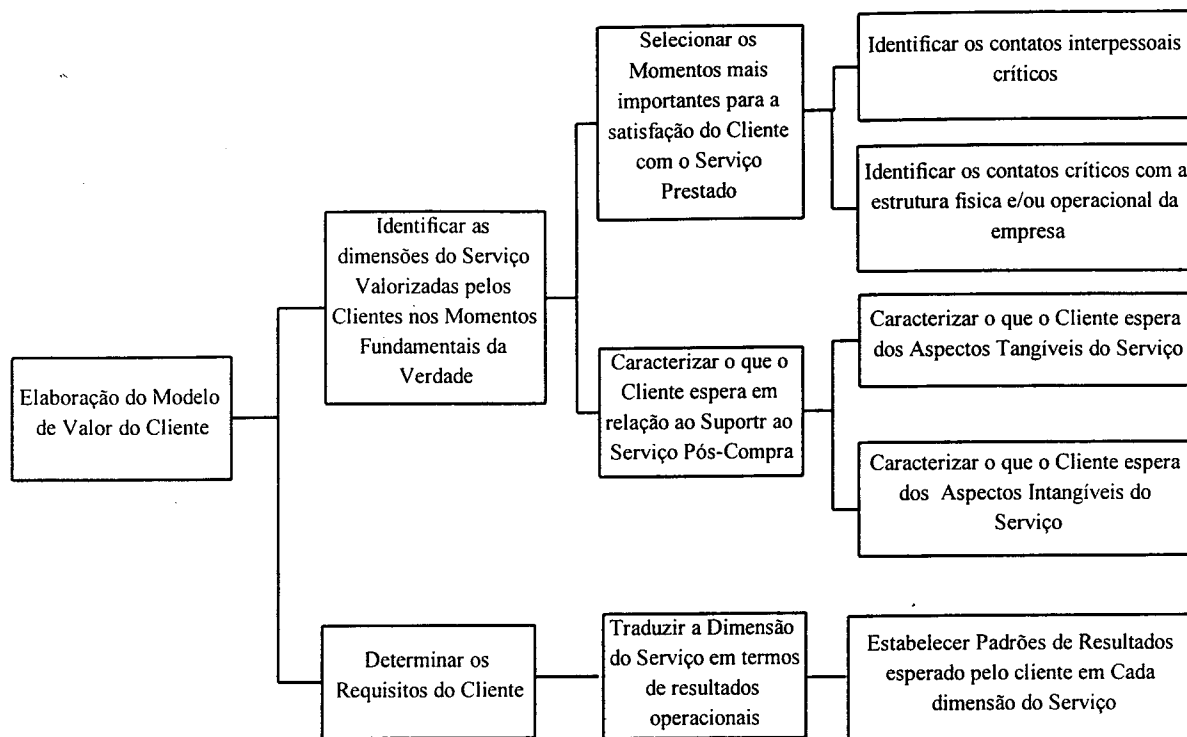 Elaboração do Modelo
de Valor do Cliente
Identificar as
dimensões do Serviço
Valorizadas pelos
Clientes nos Momentos
Fundamentais da
Verdade
Selecionar os
Momentos mais
importantes para a
satisfação do Cliente
com o Serviço
Prestado
Identificar os contatos interpessoais
críticos
Identificar os contatos críticos com a
estrutura fisica e/ou operacional da
empresa
Caracterizar o que o
Cliente espera em
relação ao Suportr ao
Serviço Pós-Compra
Caracterizar o que o Cliente espera
dos Aspectos Tangíveis do Serviço
Caracterizar o que o Cliente espera
dos Aspectos Intangíveis do
Serviço
Determinar os
Requisitos do Cliente
Traduzir a Dimensão
do Serviço em termos
de resultados
operacionais
Estabelecer Padrões de Resultados
esperado pelo cliente em Cada
dimensão do Serviço